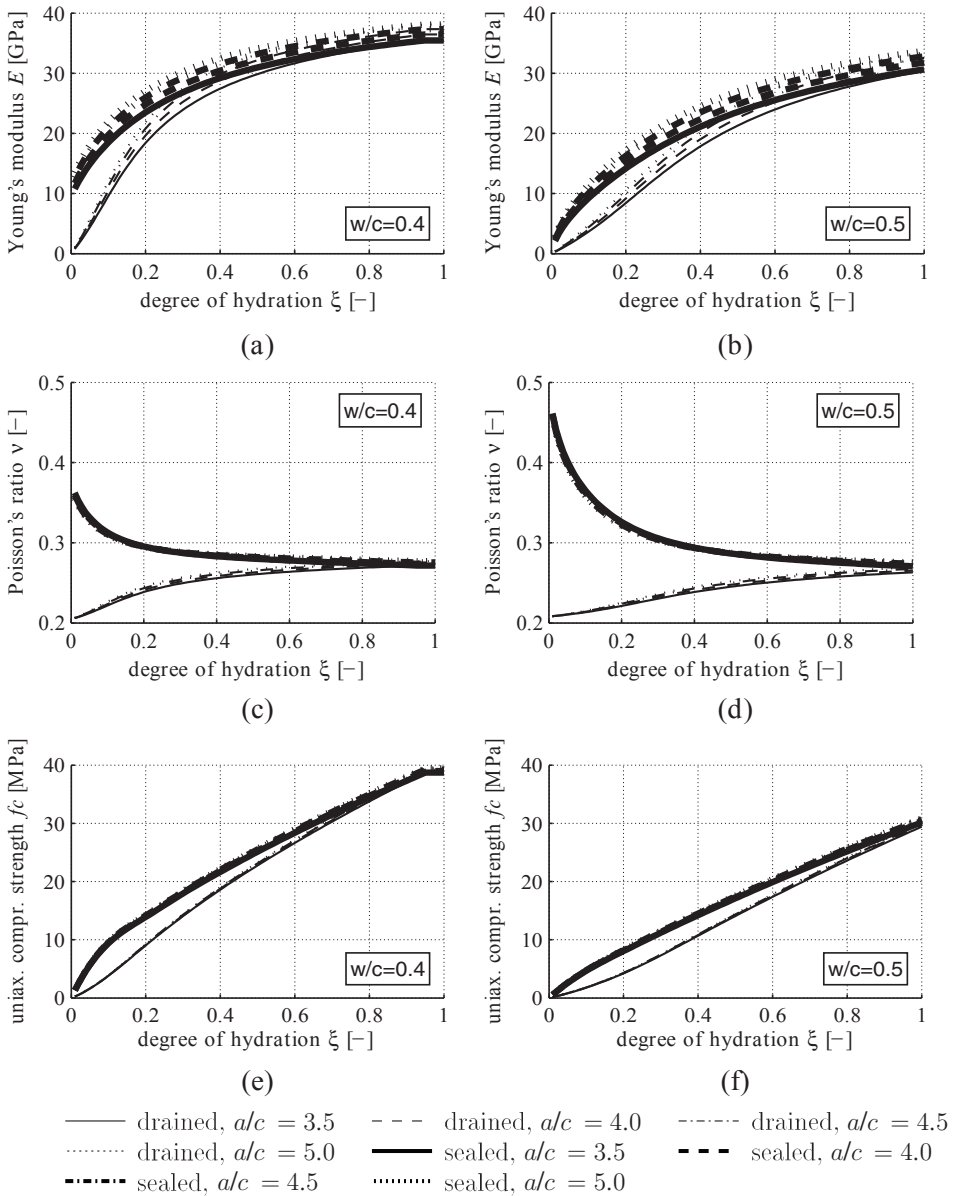 Young's modulus E [GPa]
40
30
20
10
0
w/c=0.4
0 0.2 0.4 0.6 0.8 1
degree of hydration ξ [−]
(a)
Young's modulus E [GPa]
40
30
20
10
0
w/c=0.5
0 0.2 0.4 0.6 0.8 1
degree of hydration ξ [−]
(b)
Poisson's ratio ν [−]
0.5
0.4
0.3
0.2
w/c=0.4
0 0.2 0.4 0.6 0.8 1
degree of hydration ξ [−]
(c)
Poisson's ratio ν [−]
0.5
0.4
0.3
0.2
w/c=0.5
0 0.2 0.4 0.6 0.8 1
degree of hydration ξ [−]
(d)
uniax. compr. strength fc [MPa]
40
30
20
10
0
w/c=0.4
0 0.2 0.4 0.6 0.8 1
degree of hydration ξ [−]
(e)
uniax. compr. strength fc [MPa]
40
30
20
10
0
w/c=0.5
0 0.2 0.4 0.6 0.8 1
degree of hydration ξ [−]
(f)
drained, a/c = 3.5 drained, a/c = 4.0 drained, a/c = 4.5
drained, a/c = 5.0 sealed, a/c = 3.5 sealed, a/c = 4.0
sealed, a/c = 4.5 sealed, a/c = 5.0